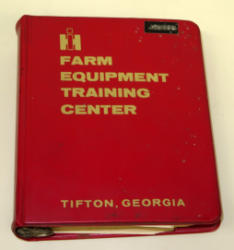 FARM
EQUIPMENT
TRAINING
CENTER
TIFTON, GEORGIA